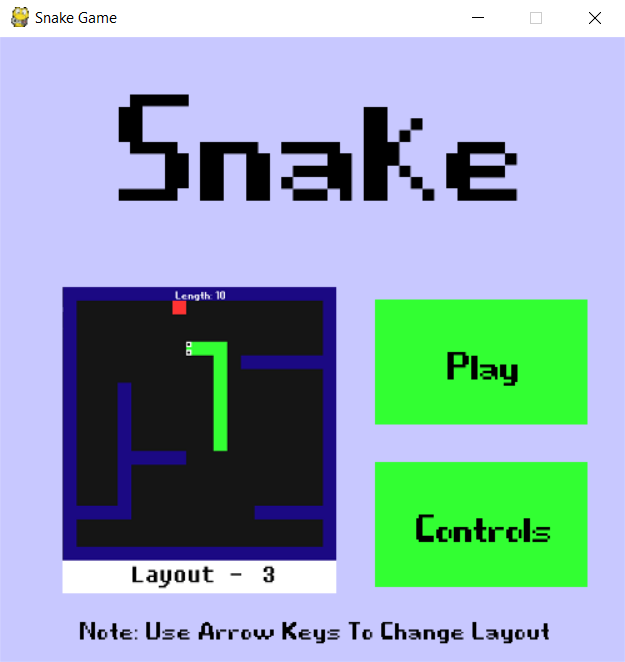 Snake Game
Snake
Length: 10
Play
Controls
Layout - 3
Note: Use Arrow Keys To Change Layout